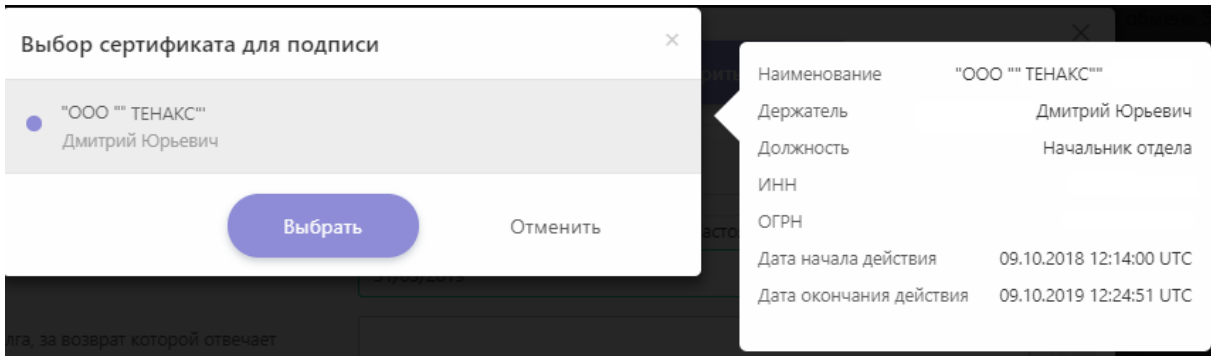 Выбор сертификата для подписи
×
"ООО "" ТЕНАКС"'
Дмитрий Юрьевич
Выбрать
Отменить
Наименование "ООО "" ТЕНАКС""
Держатель Дмитрий Юрьевич
Должность Начальник отдела
ИНН
ОГРН
Дата начала действия 09.10.2018 12:14:00 UTC
Дата окончания действия 09.10.2019 12:24:51 UTC
за возврат которой отвечает